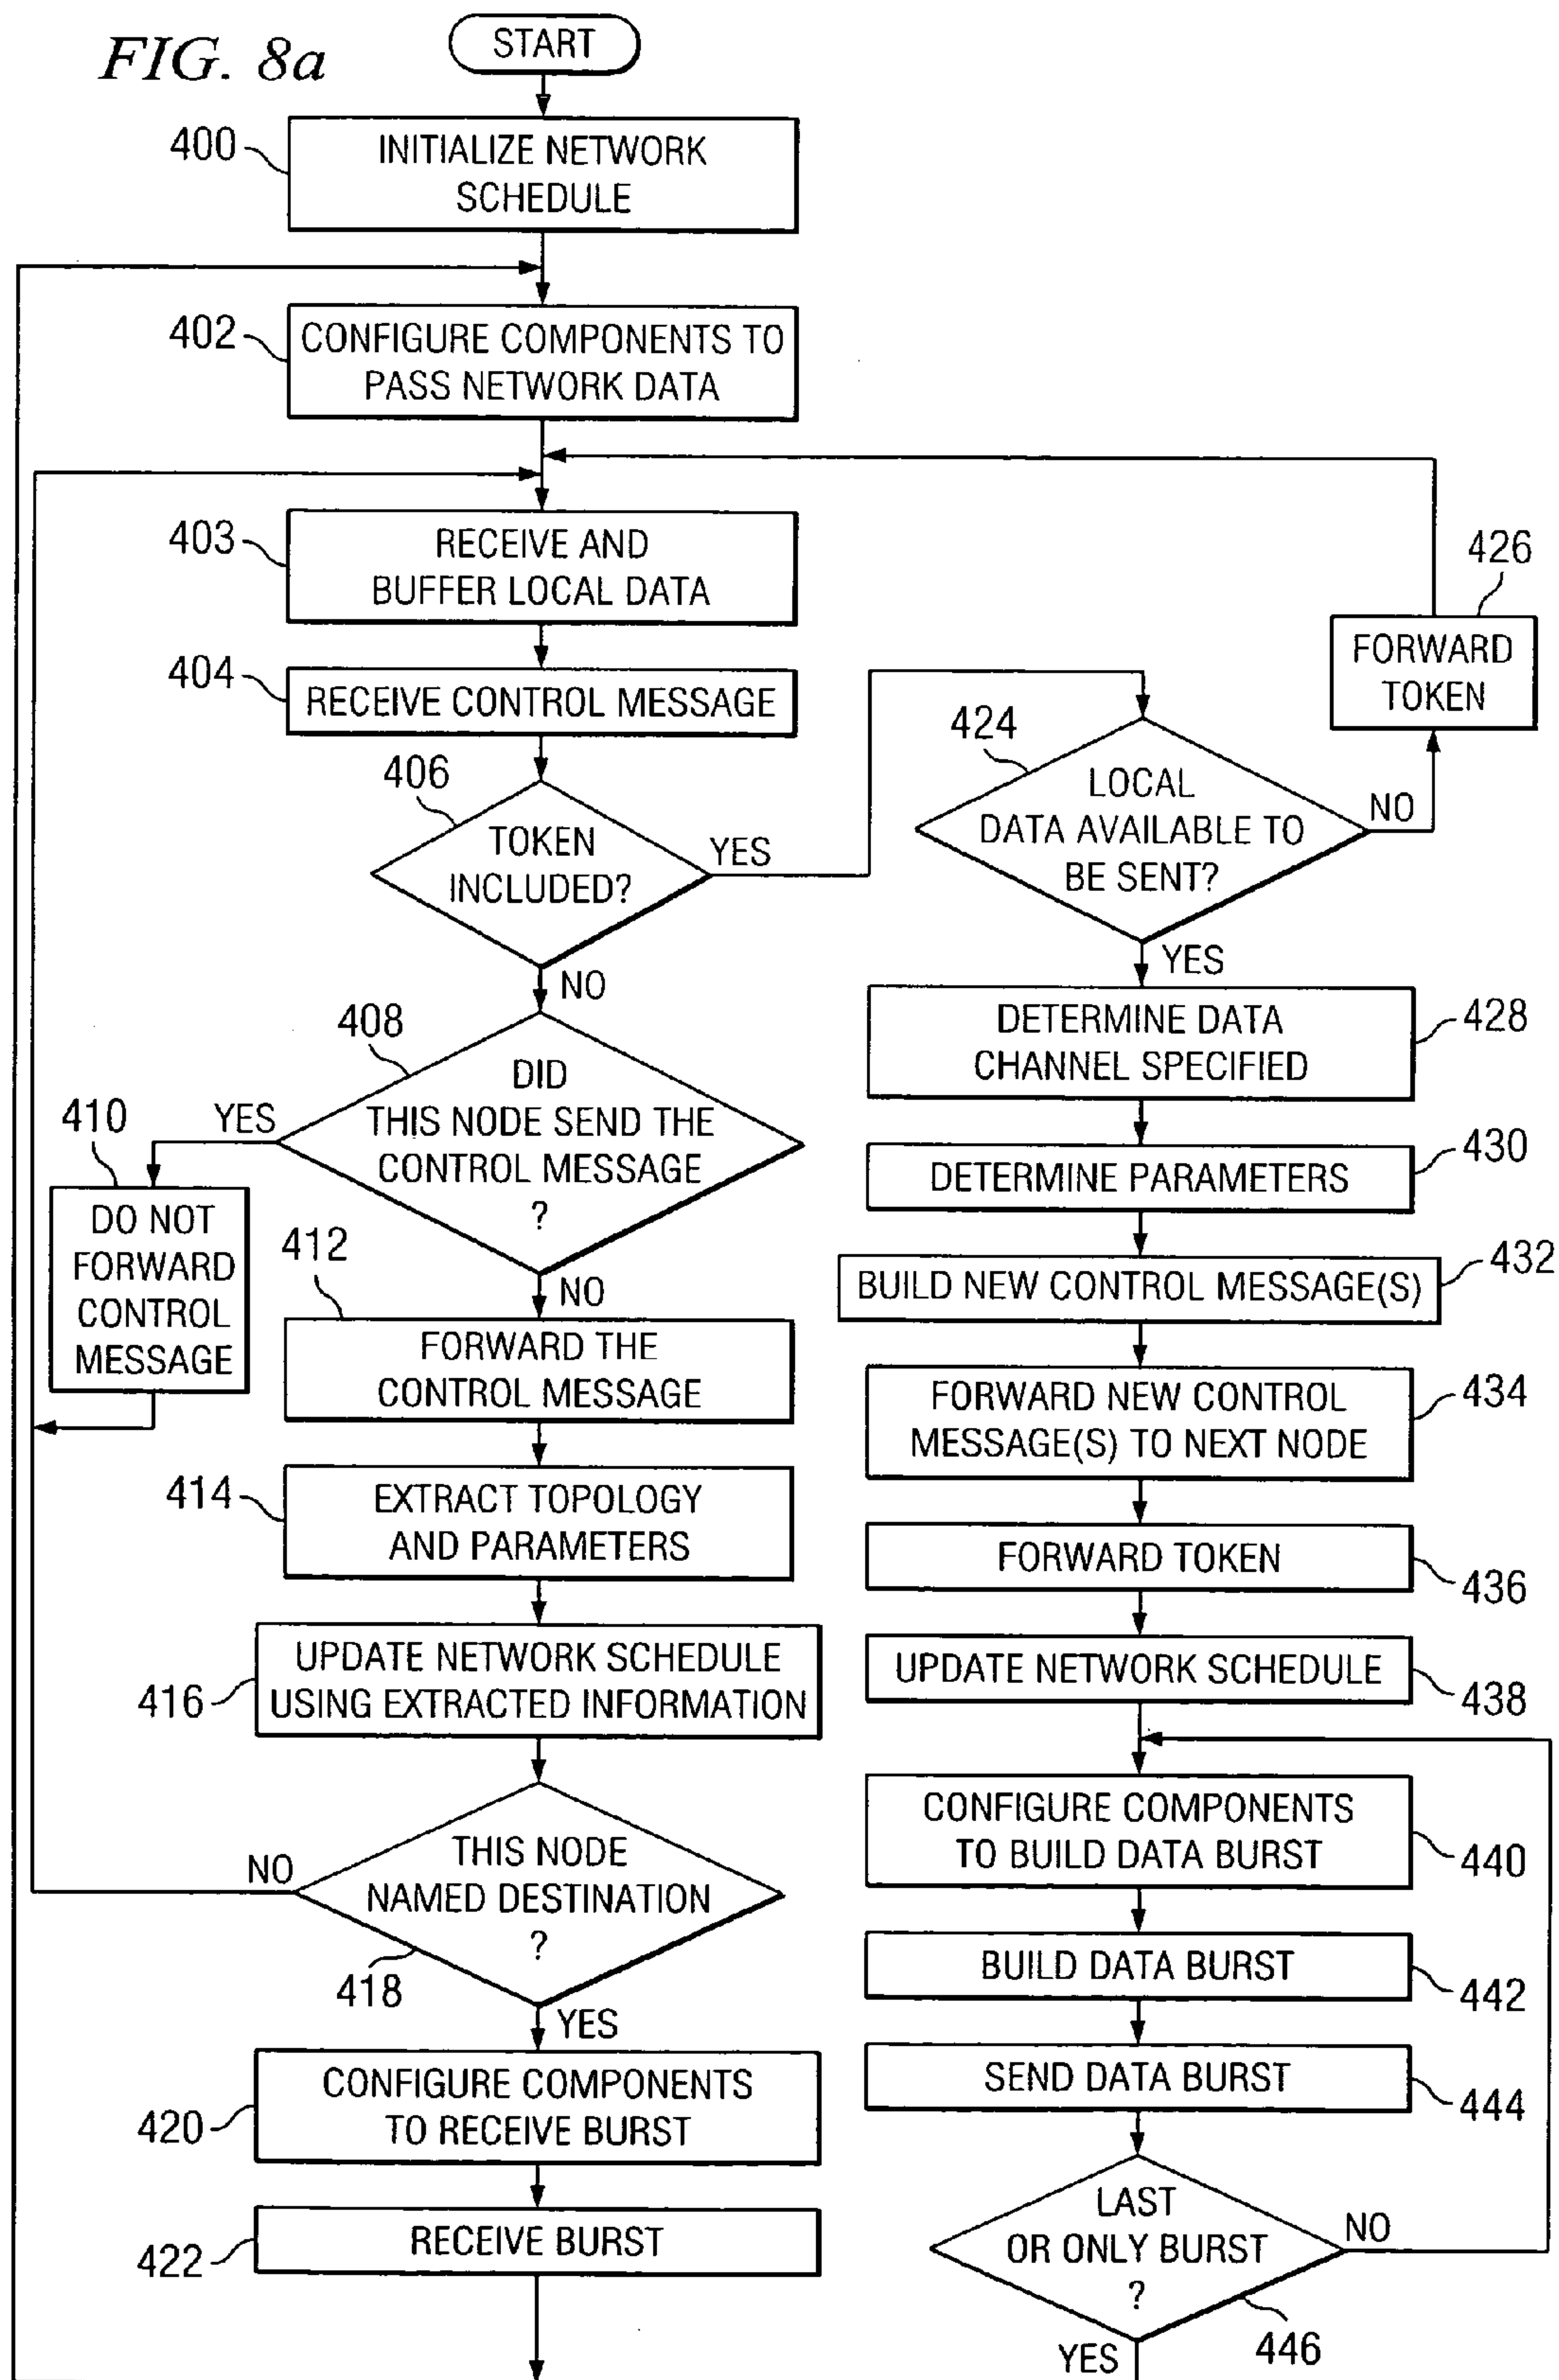 FIG. 8a
START
400
INITIALIZE NETWORK
SCHEDULE
402
CONFIGURE COMPONENTS TO
PASS NETWORK DATA
403
RECEIVE AND
BUFFER LOCAL DATA
404
RECEIVE CONTROL MESSAGE
406
TOKEN
INCLUDED?
YES
NO
408
DID
THIS NODE SEND THE
CONTROL MESSAGE
?
YES
410
DO NOT
FORWARD
CONTROL
MESSAGE
NO
412
FORWARD THE
CONTROL MESSAGE
414
EXTRACT TOPOLOGY
AND PARAMETERS
416
UPDATE NETWORK SCHEDULE
USING EXTRACTED INFORMATION
THIS NODE
NAMED DESTINATION
?
NO
418
YES
420
CONFIGURE COMPONENTS
TO RECEIVE BURST
422
RECEIVE BURST
424
LOCAL
DATA AVAILABLE TO
BE SENT?
NO
426
FORWARD
TOKEN
YES
428
DETERMINE DATA
CHANNEL SPECIFIED
430
DETERMINE PARAMETERS
432
BUILD NEW CONTROL MESSAGE(S)
434
FORWARD NEW CONTROL
MESSAGE(S) TO NEXT NODE
FORWARD TOKEN
436
UPDATE NETWORK SCHEDULE
438
CONFIGURE COMPONENTS
TO BUILD DATA BURST
440
BUILD DATA BURST
442
SEND DATA BURST
444
LAST
OR ONLY BURST
?
NO
446
YES